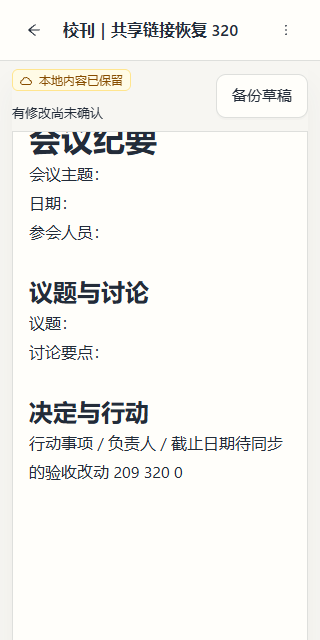 校刊 | 共享链接恢复 320
本地内容已保留
有修改尚未确认
备份草稿
会议纪要
会议主题：
日期：
参会人员：
议题与讨论
议题：
讨论要点：
决定与行动
行动事项 / 负责人 / 截止日期待同步
的验收改动 209 320 0